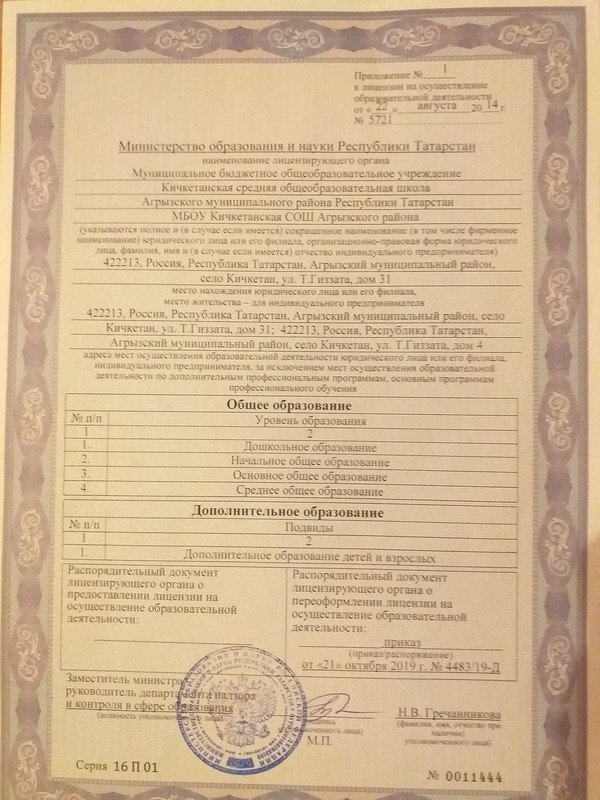 Приложение № 1
к лицензии на осуществление
образовательной деятельности
от « 22 » августа 2014 г.
№ 5721
Министерство образования и науки Республики Татарстан
наименование лицензирующего органа
Муниципальное бюджетное общеобразовательное учреждение
Кичкетанская средняя общеобразовательная школа
Агрызского муниципального района Республики Татарстан
МБОУ Кичкетанская СОШ Агрызского района
(указываются полное и (в случае если имеется) сокращенное наименование (в том числе фирменное
наименование) юридического лица или его филиала, организационно-правовая форма юридического
лица, фамилия, имя и (в случае если имеется) отчество индивидуального предпринимателя)
422213, Россия, Республика Татарстан, Агрызский муниципальный район,
село Кичкетан, ул. Т.Гиззата, дом 31
место нахождения юридического лица или его филиала,
место жительства – для индивидуального предпринимателя
422213, Россия, Республика Татарстан, Агрызский муниципальный район, село
Кичкетан, ул. Т.Гиззата, дом 31; 422213, Россия, Республика Татарстан,
Агрызский муниципальный район, село Кичкетан, ул. Т.Гиззата, дом 4
адреса мест осуществления образовательной деятельности юридического лица или его филиала,
индивидуального предпринимателя, за исключением мест осуществления образовательной
деятельности по дополнительным профессиональным программам, основным программам
профессионального обучения
Общее образование
№ п/п Уровень образования
1 2
1. Дошкольное образование
2. Начальное общее образование
3. Основное общее образование
4. Среднее общее образование
Дополнительное образование
№ п/п Подвиды
1 2
1. Дополнительное образование детей и взрослых
Распорядительный документ
лицензирующего органа о
предоставлении лицензии на
осуществление образовательной
деятельности:
Распорядительный документ
лицензирующего органа о
переоформлении лицензии на
осуществление образовательной
деятельности:
приказ
(приказ/распоряжение)
от «21» октября 2019 г. № 4483/19-Д
Заместитель министра
руководитель департамента надзора
и контроля в сфере образования
(должность уполномоченного лица)
М.П.
Н.В. Гречанникова
(фамилия, имя, отчество при
наличии)
уполномоченного лица)
Серия 16 П 01
№ 0011444